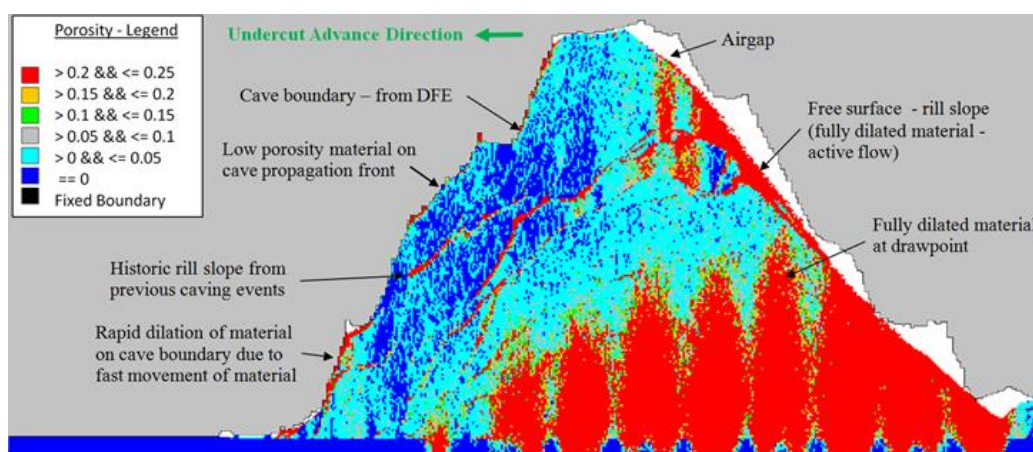 Porosity - Legend
> 0.2 && <= 0.25
> 0.15 && <= 0.2
> 0.1 && <= 0.15
> 0.05 && <= 0.1
> 0 && <= 0.05
== 0
Fixed Boundary
Undercut Advance Direction
Airgap
Cave boundary – from DFE
Free surface - rill slope
(fully dilated material -
active flow)
Low porosity material on
cave propagation front
Fully dilated material
at drawpoint
Historic rill slope from
previous caving events
Rapid dilation of material
on cave boundary due to
fast movement of material